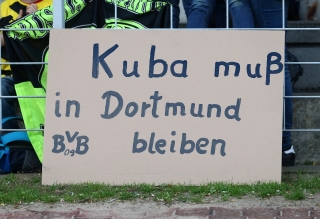 Kuba muß
in Dortmund
BVB 09 bleiben